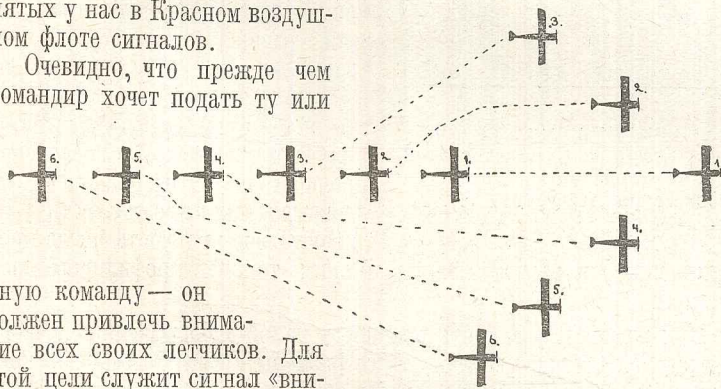 нятых у нас в Красном воздуш-
ном флоте сигналов.
Очевидно, что прежде чем
командир хочет подать ту или
3.
2.
6. 5. 4. 3. 2 1. 1
4.
5.
6.
ную команду — он
должен привлечь внима-
ние всех своих летчиков. Для
этой цели служит сигнал «вни-